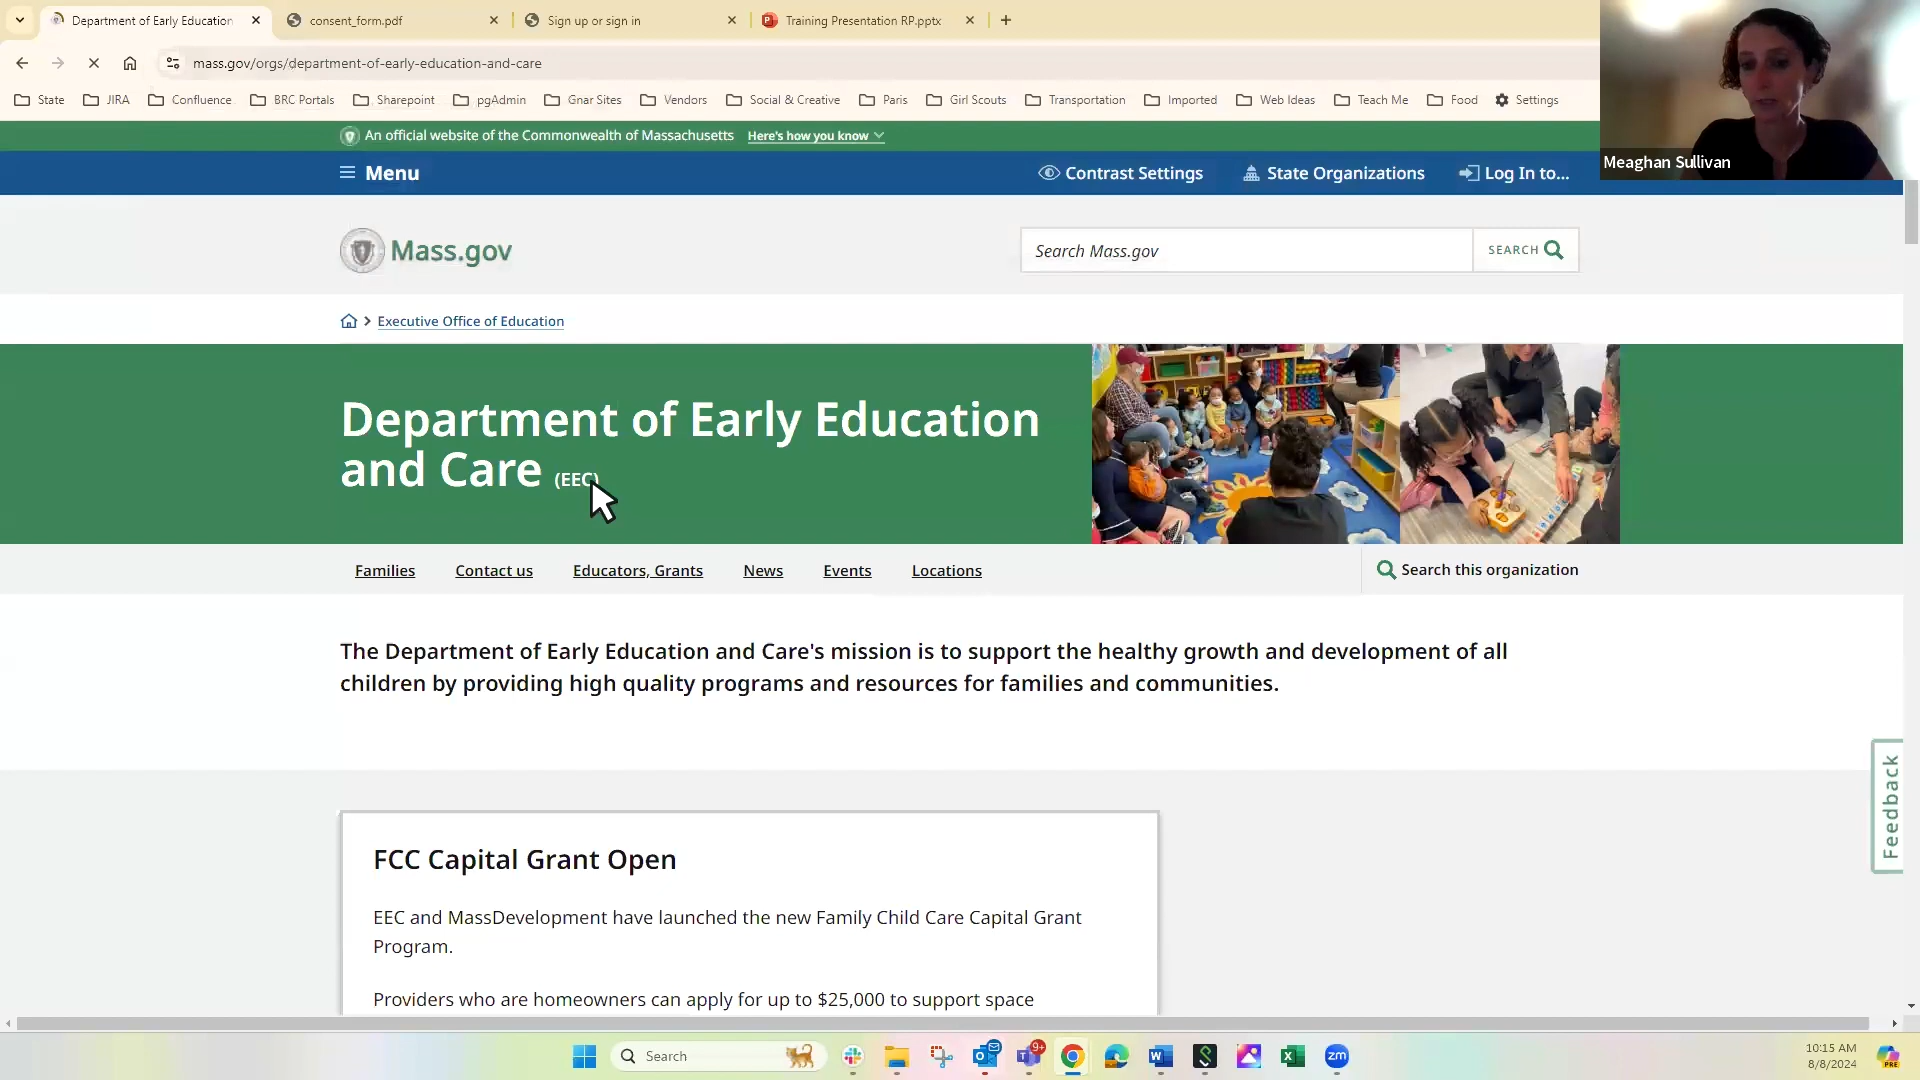 Department of Early Education
consent_form.pdf
Sign up or sign in
Training Presentation RP.pptx
mass.gov/orgs/department-of-early-education-and-care
State
JIRA
Confluence
BRC Portals
Sharepoint
pgAdmin
Gnar Sites
Vendors
Social & Creative
Paris
Girl Scouts
Transportation
Imported
Web Ideas
Teach Me
Food
Settings
Meaghan Sullivan
An official website of the Commonwealth of Massachusetts
Here's how you know
Menu
Contrast Settings
State Organizations
Log In to...
Mass.gov
Search Mass.gov
SEARCH
Executive Office of Education
Department of Early Education
and Care (EEC)
Families
Contact us
Educators, Grants
News
Events
Locations
Search this organization
The Department of Early Education and Care's mission is to support the healthy growth and development of all
children by providing high quality programs and resources for families and communities.
Feedback
FCC Capital Grant Open
EEC and MassDevelopment have launched the new Family Child Care Capital Grant
Program.
Providers who are homeowners can apply for up to $25,000 to support space
Search
9+
zm
10:15 AM
8/8/2024
PRE